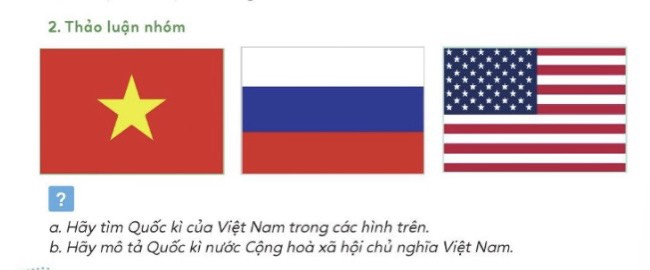 2. Thảo luận nhóm
?
a. Hãy tìm Quốc kì của Việt Nam trong các hình trên.
b. Hãy mô tả Quốc kì nước Cộng hoà xã hội chủ nghĩa Việt Nam.